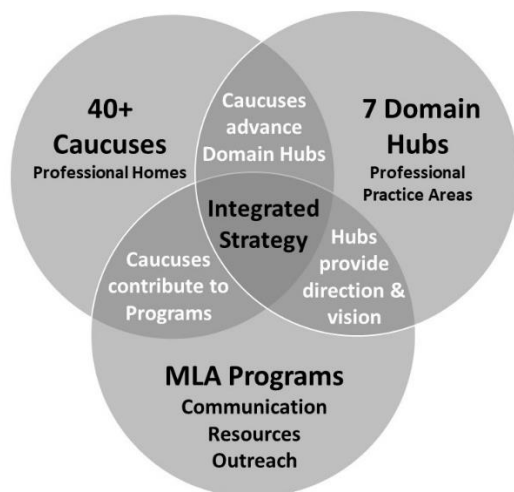 40+
Caucuses
Professional Homes
Caucuses
advance
Domain Hubs
7 Domain
Hubs
Professional
Practice Areas
Integrated
Strategy
Caucuses
contribute to
Programs
Hubs
provide
direction &
vision
MLA Programs
Communication
Resources
Outreach